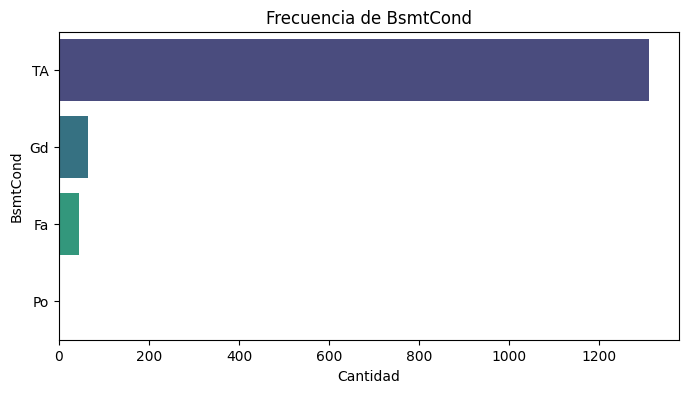 Frecuencia de BsmtCond
BsmtCond
TA
Gd
Fa
Po
0 200 400 600 800 1000 1200
Cantidad